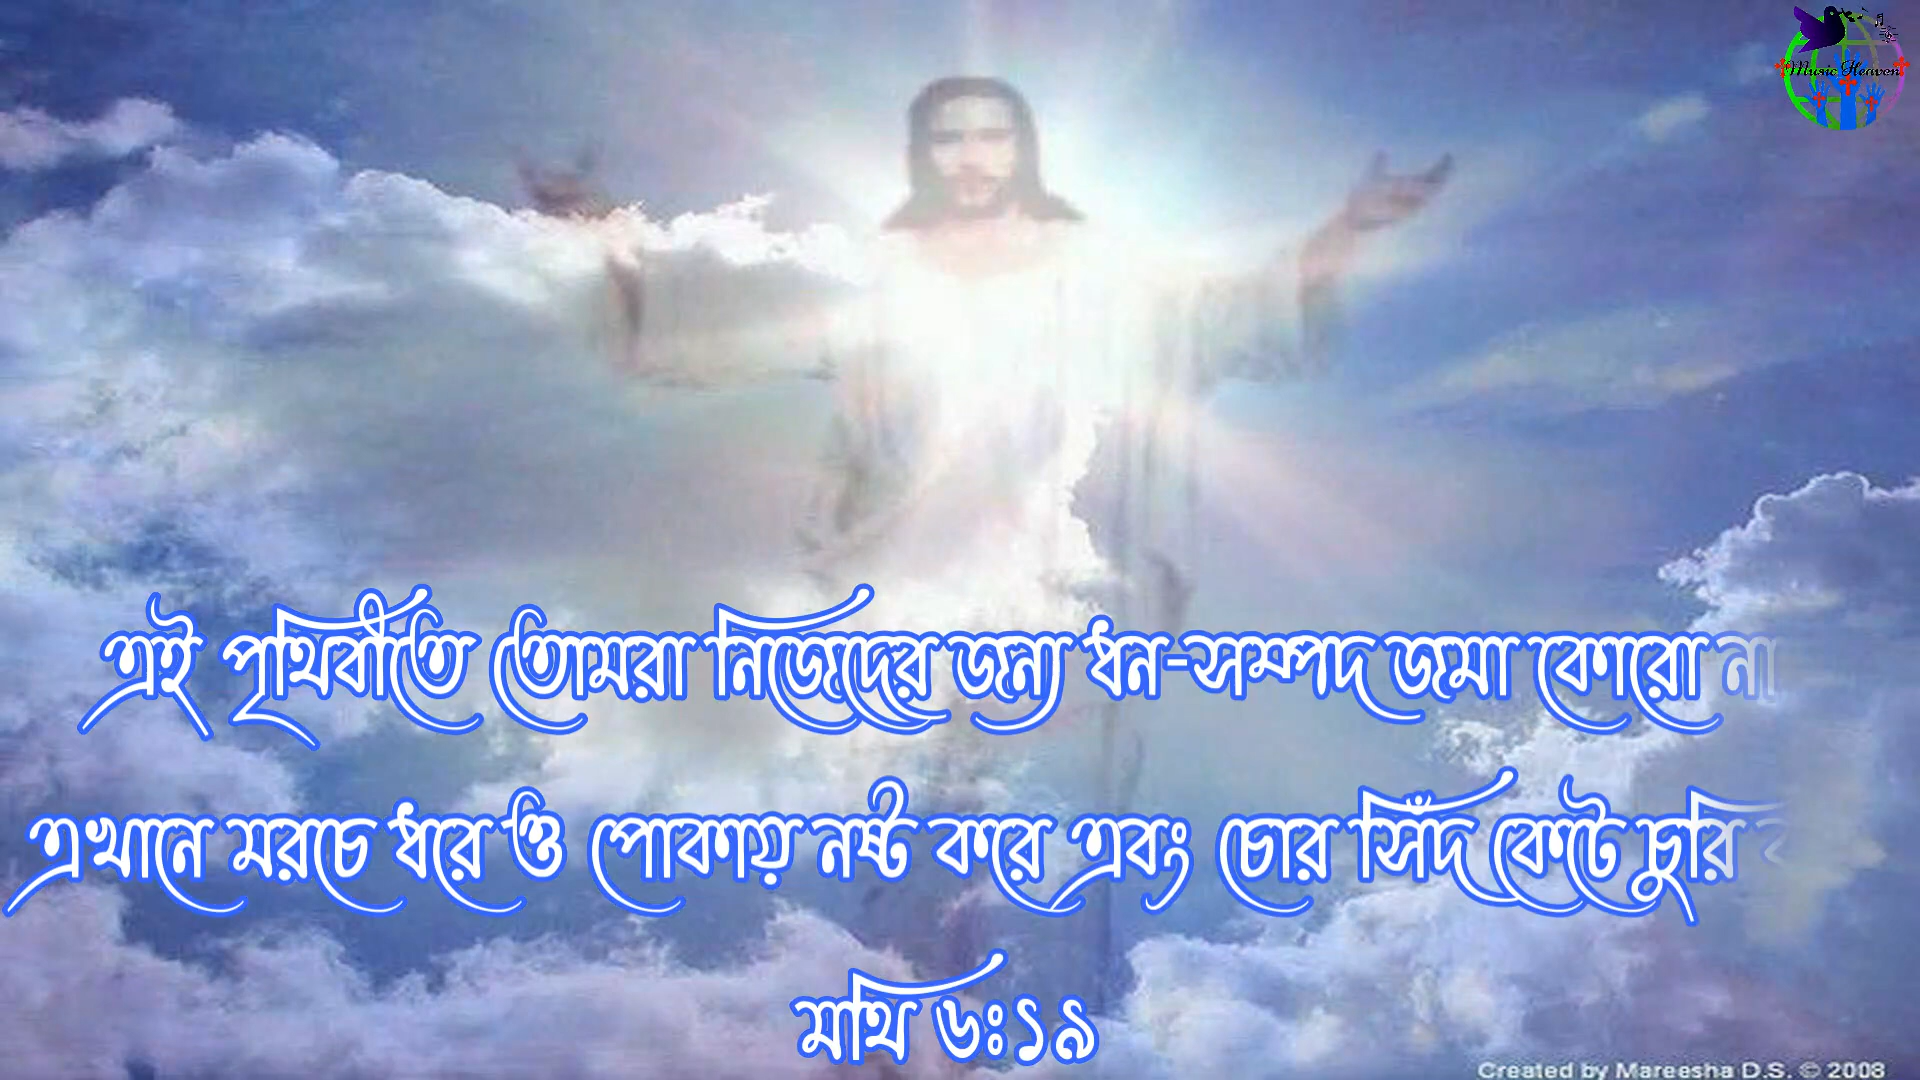 Music Heaven
এই পৃথিবীতে তোমরা নিজেদের জন্য ধন-সম্পদ জমা কোরো না
এখানে মরচে ধরে ও পোকায় নষ্ট করে এবং চোর সিঁদ কেটে চুরি
মথি ৬ঃ১৯
Created by Mareesha D.S. © 2008